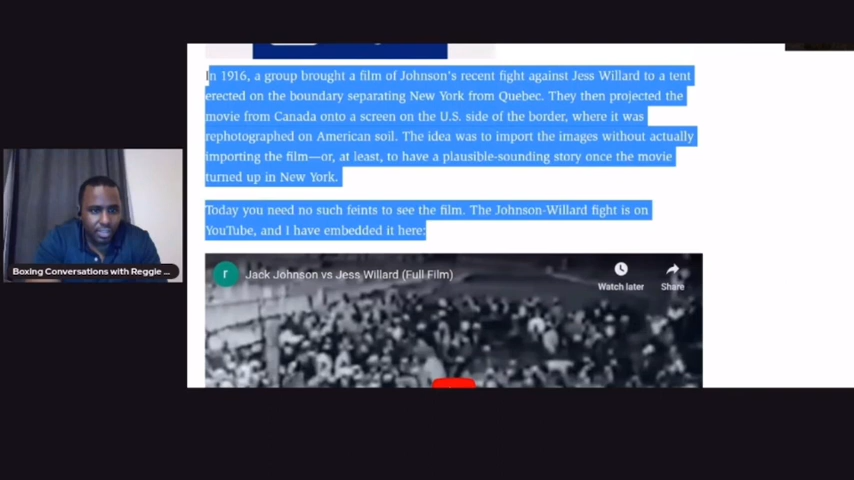 In 1916, a group brought a film of Johnson's recent fight against Jess Willard to a tent
erected on the boundary separating New York from Quebec. They then projected the
movie from Canada onto a screen on the U.S. side of the border, where it was
rephotographed on American soil. The idea was to import the images without actually
importing the film—or, at least, to have a plausible-sounding story once the movie
turned up in New York.
Today you need no such feints to see the film. The Johnson-Willard fight is on
YouTube, and I have embedded it here:
Boxing Conversations with Reggie ...
r
Jack Johnson vs Jess Willard (Full Film)
Watch later
Share